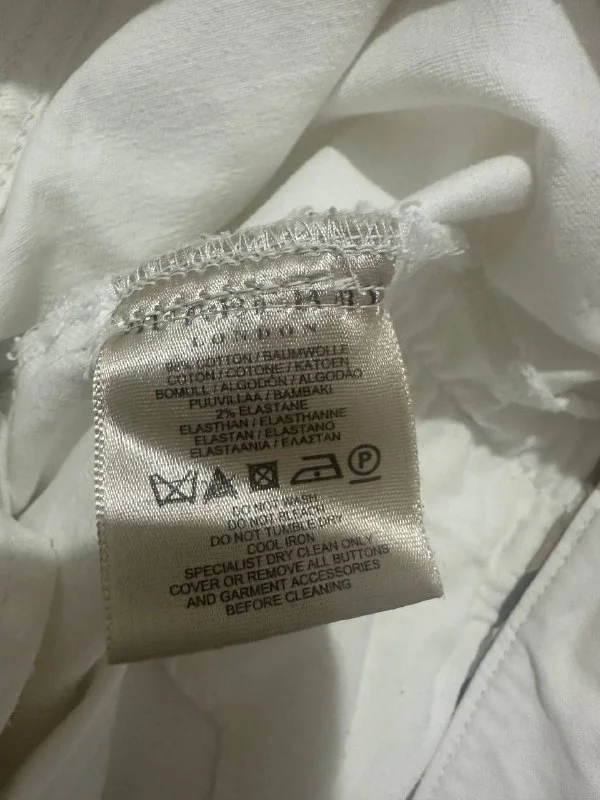 LONDON
98% COTTON / BAUMWOLLE
COTON / COTONE / KATOEN
BOMULL / ALGODÓN / ALGODÃO
PUUVILLAA / BAMBAKI
2% ELASTANE
ELASTHAN / ELASTHANNE
ELASTAN / ELASTANO
ELASTAANIA / ΕΛΑΣΤΑΝ
P
DO NOT WASH
DO NOT BLEACH
DO NOT TUMBLE DRY
COOL IRON
SPECIALIST DRY CLEAN ONLY
COVER OR REMOVE ALL BUTTONS
AND GARMENT ACCESSORIES
BEFORE CLEANING